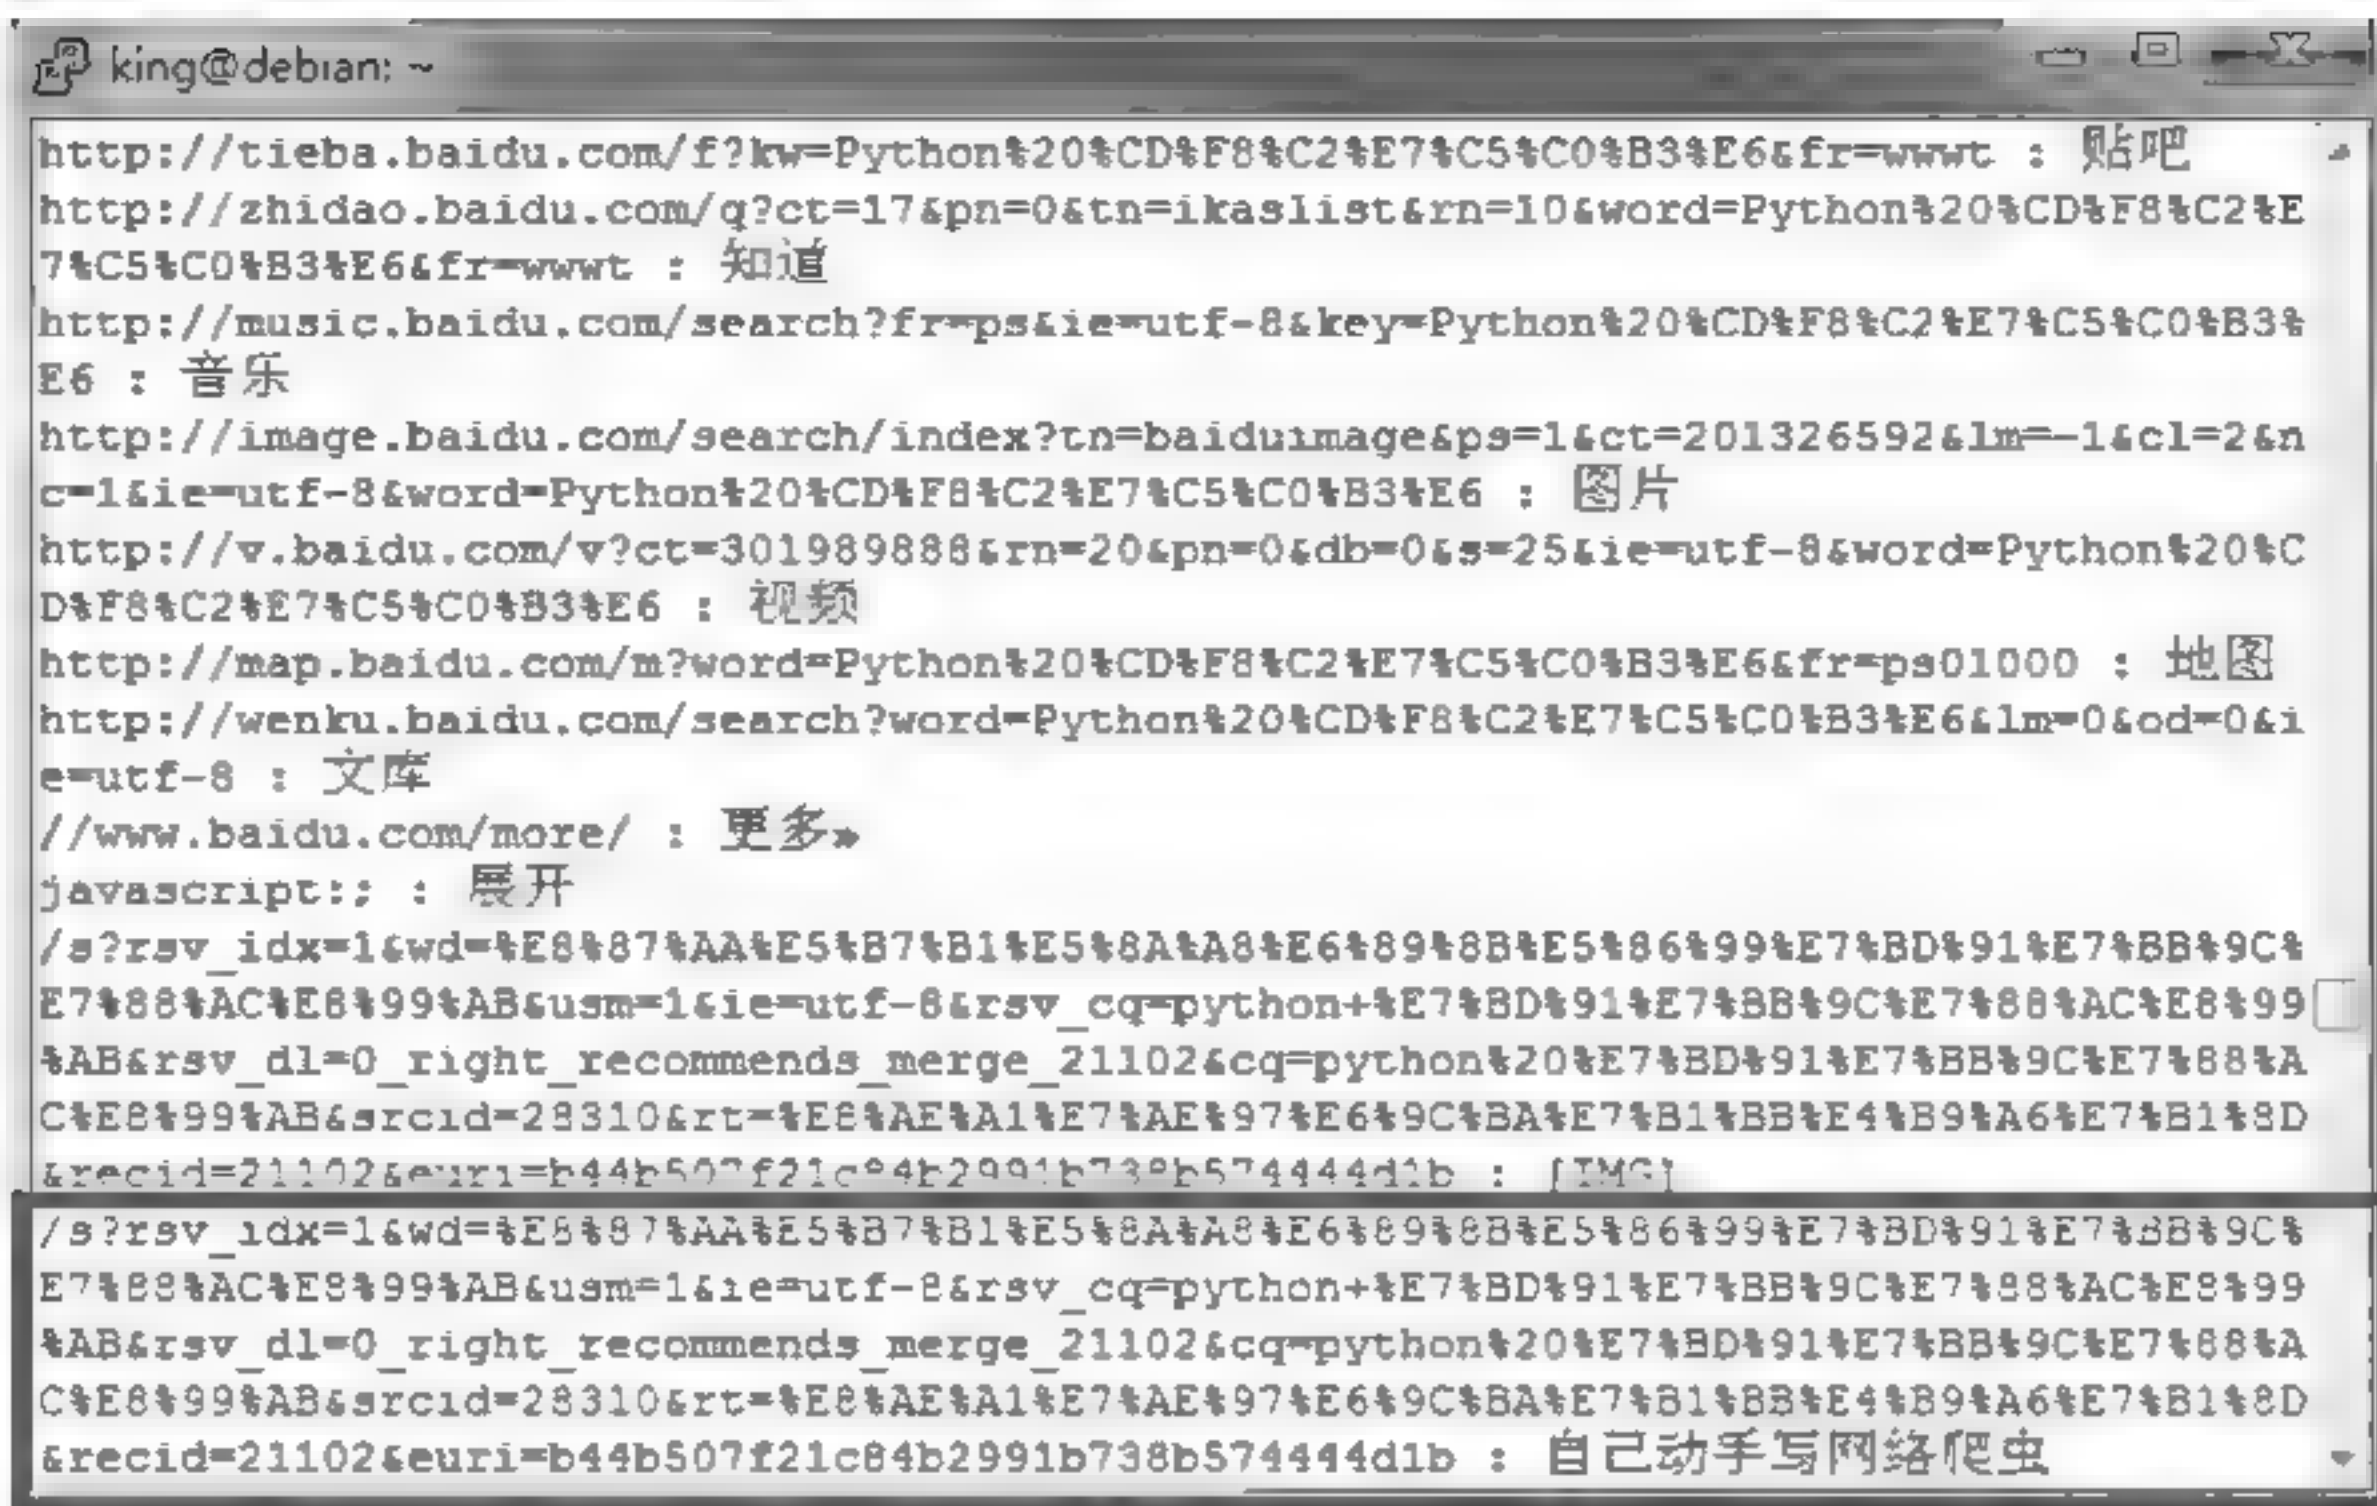 king@debian: ~
http://tieba.baidu.com/f?kw=Python%20%CD%F8%C2%E7%C5%C0%B3%E6&fr=wwwt : 贴吧
http://zhidao.baidu.com/q?ct=17&pn=0&tn=ikaslist&rn=10&word=Python%20%CD%F8%C2%E
7%C5%C0%B3%E6&fr=wwwt : 知道
http://music.baidu.com/search?fr=ps&ie=utf-8&key=Python%20%CD%F8%C2%E7%C5%C0%B3%
E6 : 音乐
http://image.baidu.com/search/index?tn=baiduimage&ps=1&ct=201326592&lm=-1&cl=2&n
c=1&ie=utf-8&word=Python%20%CD%F8%C2%E7%C5%C0%B3%E6 : 图片
http://v.baidu.com/v?ct=301989888&rn=20&pn=0&db=0&s=25&ie=utf-8&word=Python%20%C
D%F8%C2%E7%C5%C0%B3%E6 : 视频
http://map.baidu.com/m?word=Python%20%CD%F8%C2%E7%C5%C0%B3%E6&fr=ps01000 : 地图
http://wenku.baidu.com/search?word=Python%20%CD%F8%C2%E7%C5%C0%B3%E6&lm=0&od=0&i
e=utf-8 : 文库
//www.baidu.com/more/ : 更多»
javascript:; : 展开
/s?rsv_idx=1&wd=%E8%87%AA%E5%B7%B1%E5%8A%A8%E6%89%8B%E5%86%99%E7%BD%91%E7%BB%9C%
E7%88%AC%E8%99%AB&usm=1&ie=utf-8&rsv_cq=python+%E7%BD%91%E7%BB%9C%E7%88%AC%E8%99
%AB&rsv_dl=0_right_recommends_merge_21102&cq=python%20%E7%BD%91%E7%BB%9C%E7%88%A
C%E8%99%AB&srcid=28310&rt=%E8%AE%A1%E7%AE%97%E6%9C%BA%E7%B1%BB%E4%B9%A6%E7%B1%8D
&recid=21102&euri=b44b507f21c84b2991b738b574444d1b : [IMG]
/s?rsv_idx=1&wd=%E8%87%AA%E5%B7%B1%E5%8A%A8%E6%89%8B%E5%86%99%E7%BD%91%E7%BB%9C%
E7%88%AC%E8%99%AB&usm=1&ie=utf-8&rsv_cq=python+%E7%BD%91%E7%BB%9C%E7%88%AC%E8%99
%AB&rsv_dl=0_right_recommends_merge_21102&cq=python%20%E7%BD%91%E7%BB%9C%E7%88%A
C%E8%99%AB&srcid=28310&rt=%E8%AE%A1%E7%AE%97%E6%9C%BA%E7%B1%BB%E4%B9%A6%E7%B1%8D
&recid=21102&euri=b44b507f21c84b2991b738b574444d1b : 自己动手写网络爬虫